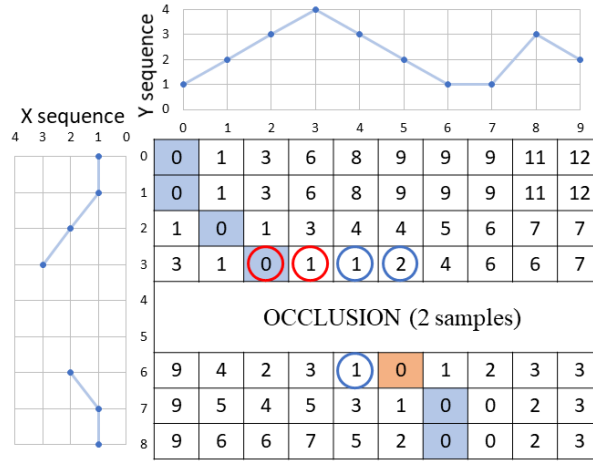 4
3
2
1
0
Y sequence
0 1 2 3 4 5 6 7 8 9
X sequence
4 3 2 1 0
0 0 1 3 6 8 9 9 9 11 12
1 0 1 3 6 8 9 9 9 11 12
2 1 0 1 3 4 4 5 6 7 7
3 3 1 0 1 1 2 4 6 6 7
4
OCCLUSION (2 samples)
5
6 9 4 2 3 1 0 1 2 3 3
7 9 5 4 5 3 1 0 0 2 3
8 9 6 6 7 5 2 0 0 2 3